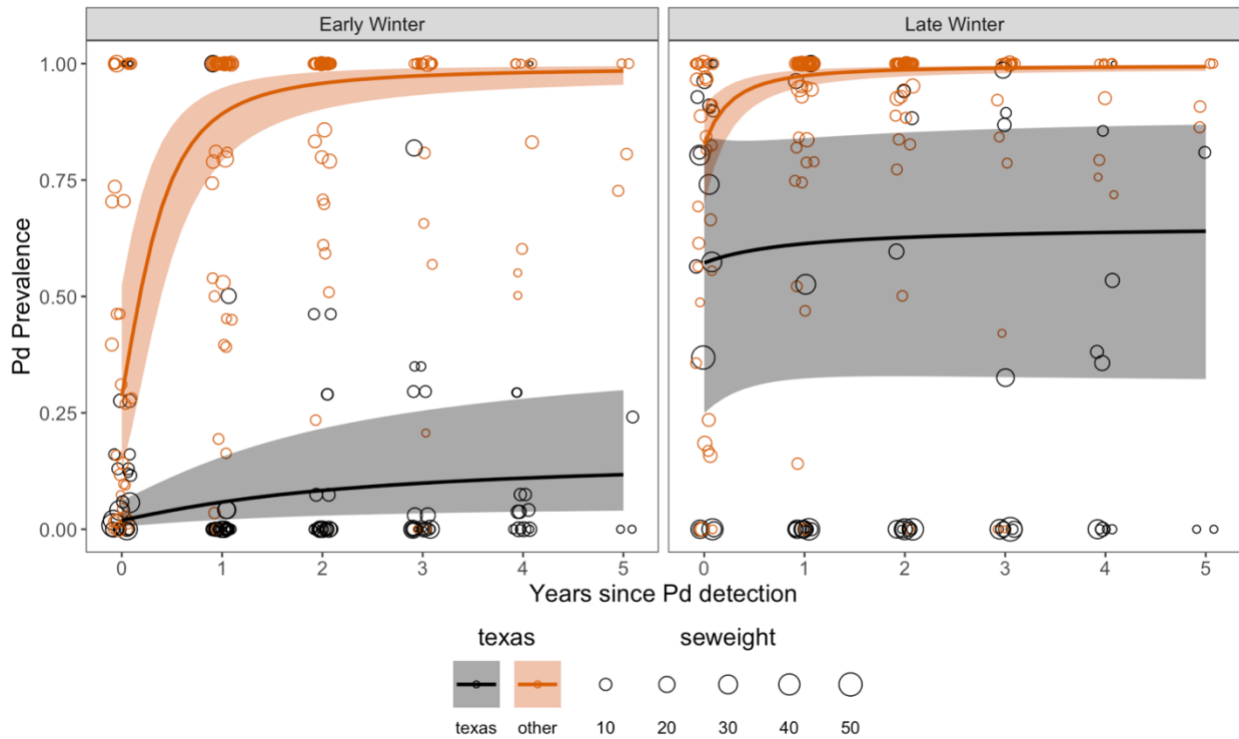 Early Winter
Late Winter
Pd Prevalence
1.00
0.75
0.50
0.25
0.00
0 1 2 3 4 5
0 1 2 3 4 5
Years since Pd detection
texas
seweight
texas other 10 20 30 40 50